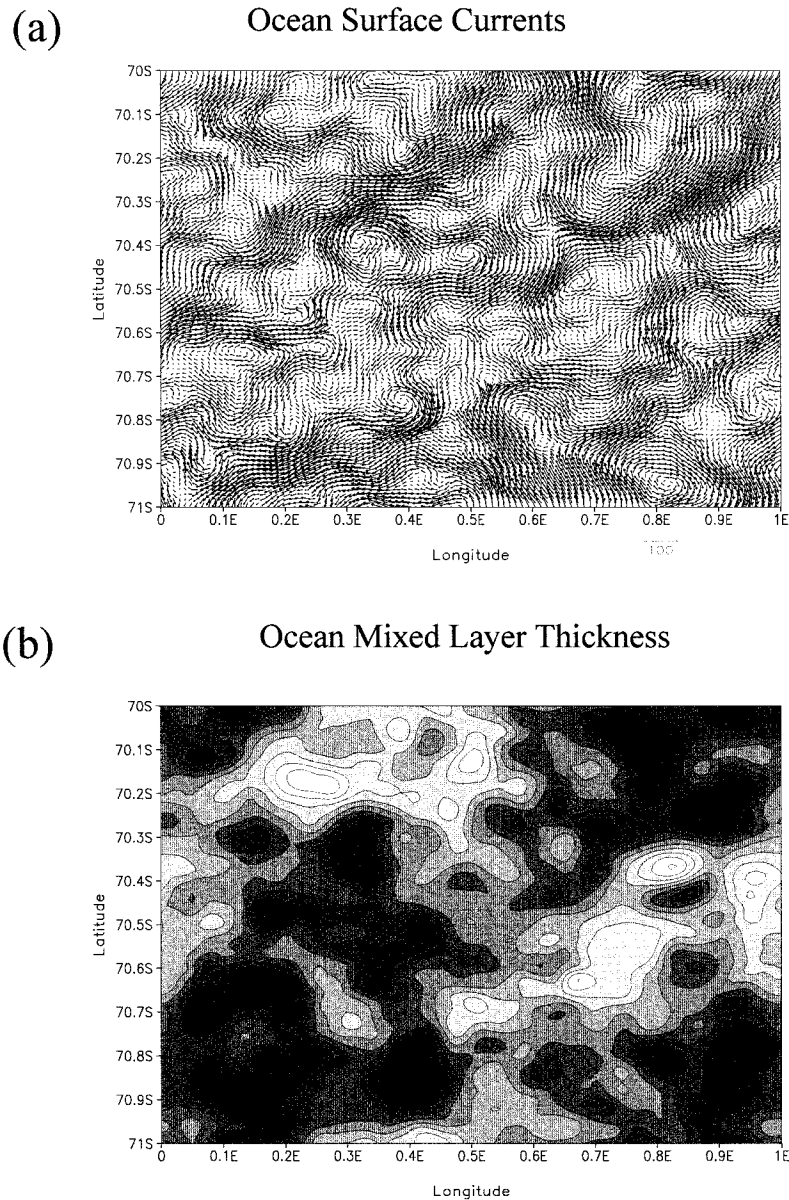 (a)
Ocean Surface Currents
70S
70.1S
70.2S
70.3S
70.4S
70.5S
70.6S
70.7S
70.8S
70.9S
71S
Latitude
0 0.1E 0.2E 0.3E 0.4E 0.5E 0.6E 0.7E 0.8E 0.9E 1E
Longitude
100
(b)
Ocean Mixed Layer Thickness
70S
70.1S
70.2S
70.3S
70.4S
70.5S
70.6S
70.7S
70.8S
70.9S
71S
Latitude
0 0.1E 0.2E 0.3E 0.4E 0.5E 0.6E 0.7E 0.8E 0.9E 1E
Longitude